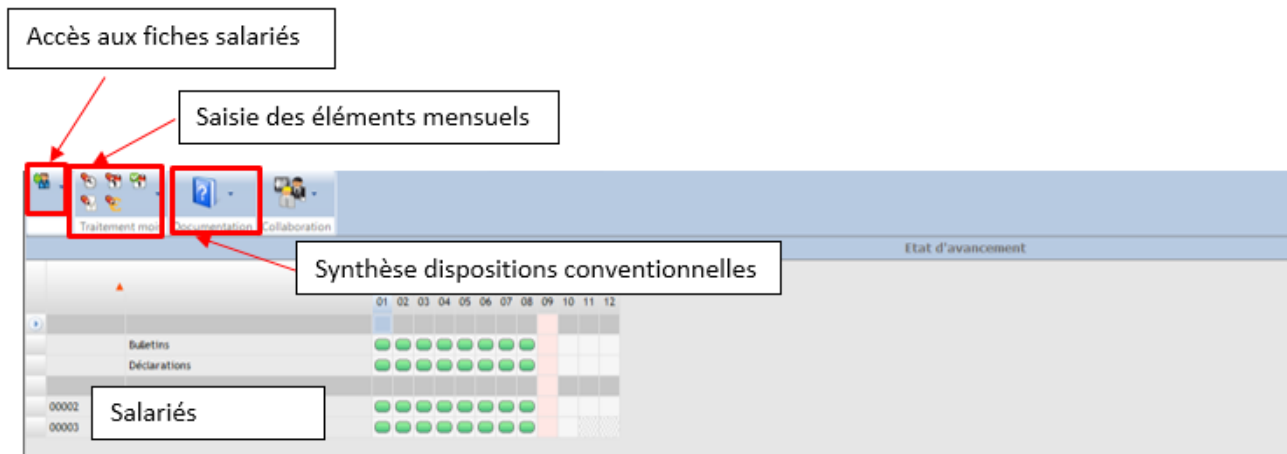 Accès aux fiches salariés
Saisie des éléments mensuels
Traitement mois Documentation Collaboration
Etat d'avancement
Synthèse dispositions conventionnelles
01 02 03 04 05 06 07 08 09 10 11 12
Bulletins
Déclarations
00002
Salariés
00003